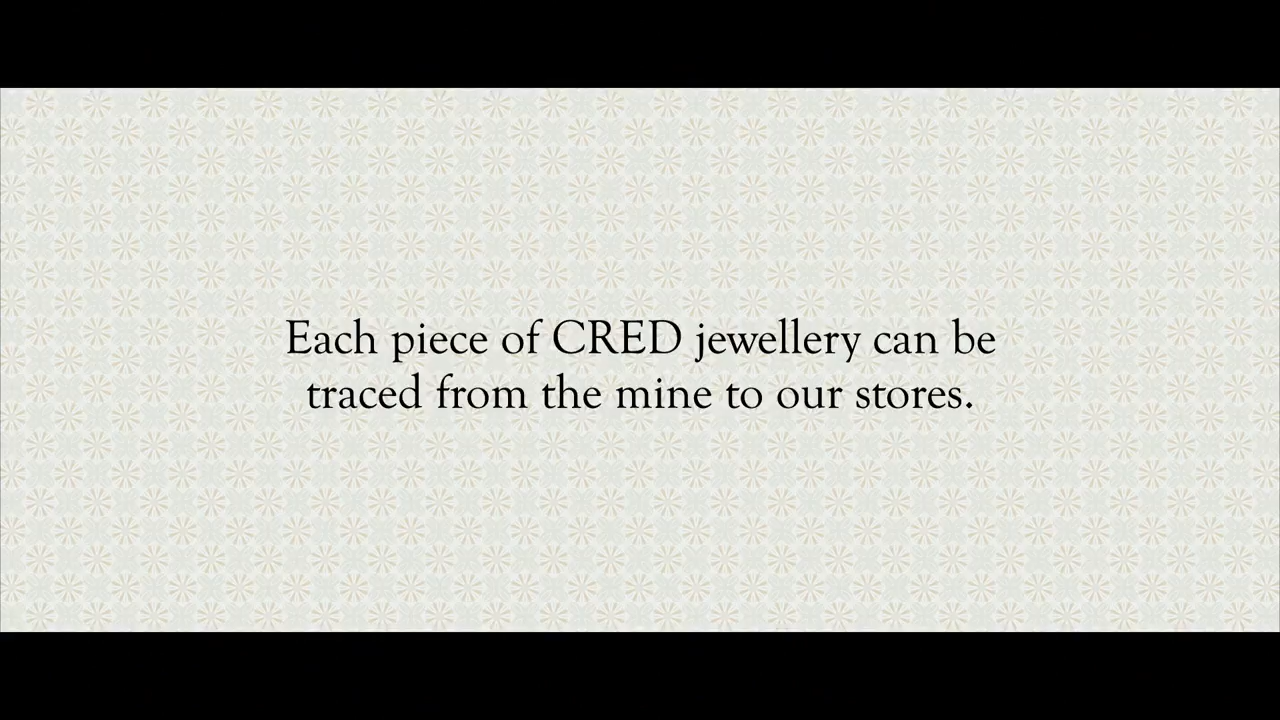 Each piece of CRED jewellery can be
traced from the mine to our stores.